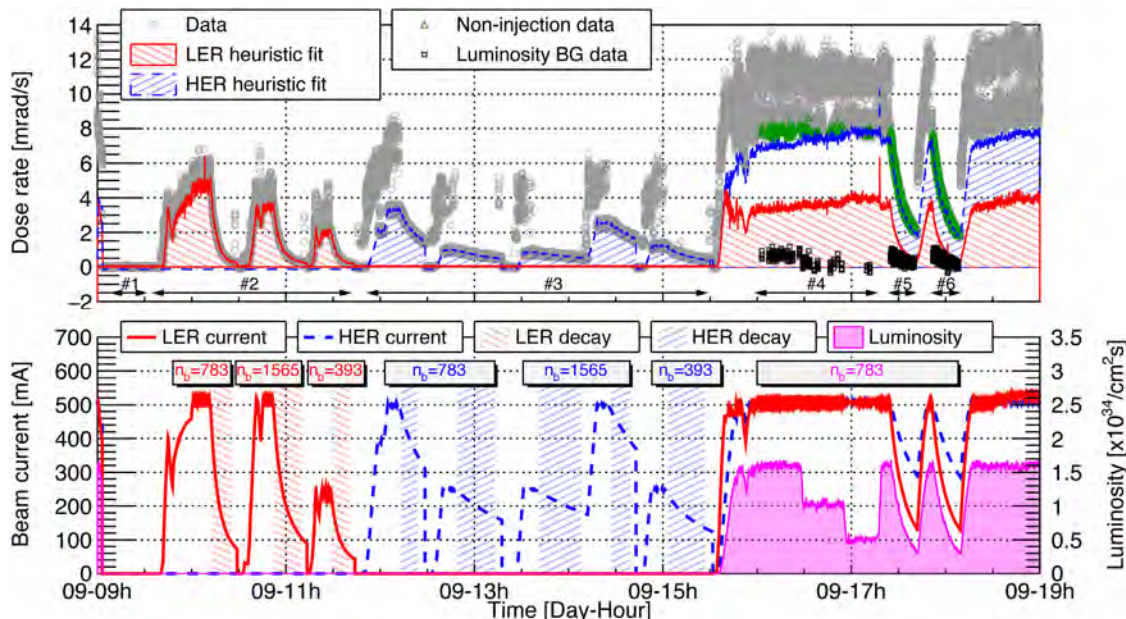 Dose rate [mrad/s]
14
12
10
8
6
4
2
0
−2
Data
LER heuristic fit
HER heuristic fit
Non-injection data
Luminosity BG data
#1
#2
#3
#4
#5
#6
LER current
HER current
LER decay
HER decay
Luminosity
Beam current [mA]
700
600
500
400
300
200
100
0
n_b=783
n_b=1565
n_b=393
n_b=783
n_b=1565
n_b=393
n_b=783
3.5
3
2.5
2
1.5
1
0.5
0
Luminosity [x10^34/cm^2s]
09-09h
09-11h
09-13h
09-15h
09-17h
09-19h
Time [Day-Hour]